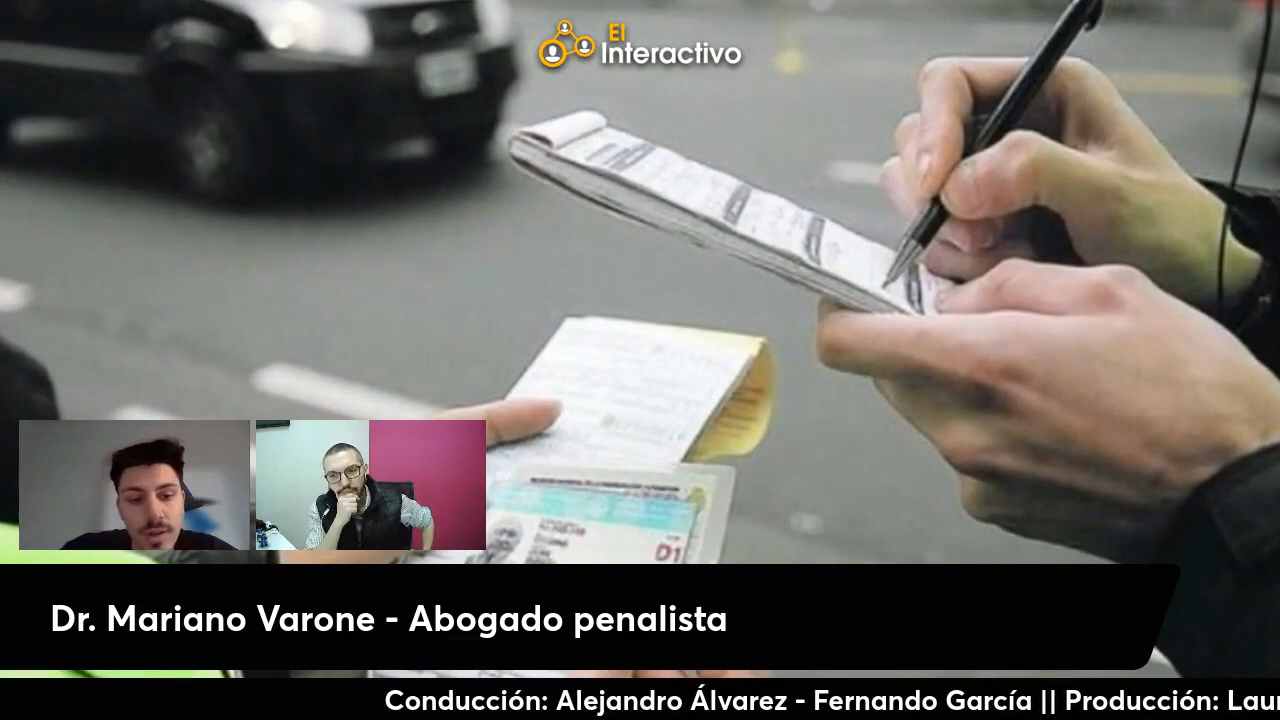 El
Interactivo
D1
Dr. Mariano Varone - Abogado penalista
Conducción: Alejandro Álvarez - Fernando García || Producción: Lau